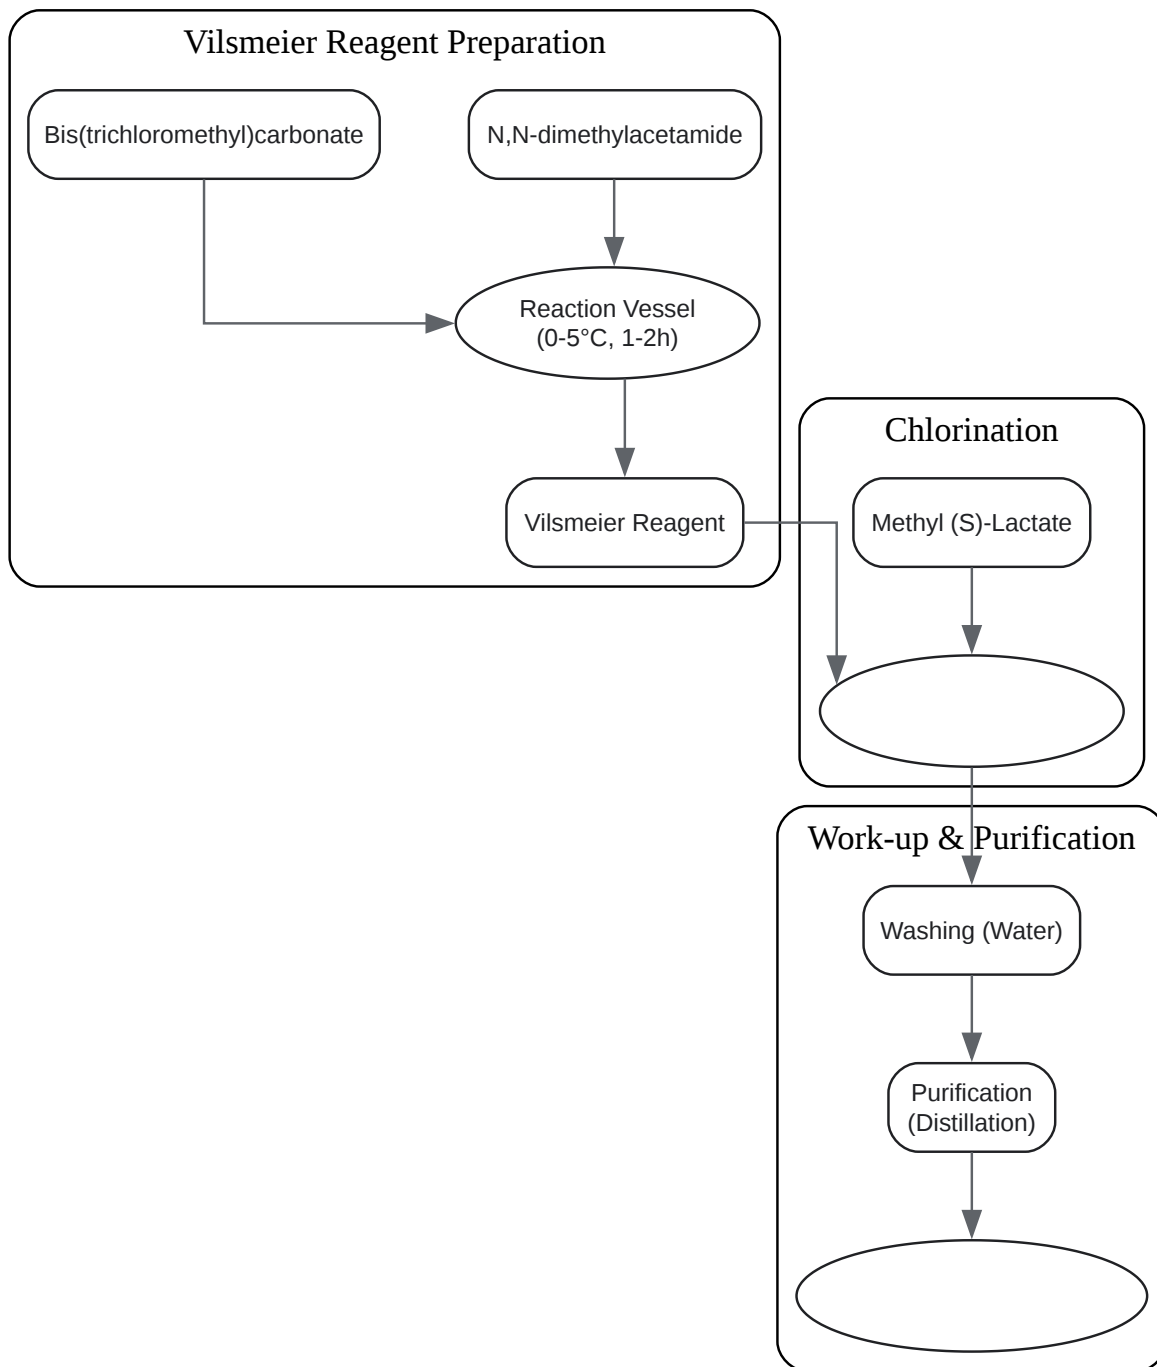 Vilsmeier Reagent Preparation
Bis(trichloromethyl)carbonate
N,N-dimethylacetamide
Reaction Vessel
(0-5°C, 1-2h)
Vilsmeier Reagent
Chlorination
Methyl (S)-Lactate
Work-up & Purification
Washing (Water)
Purification
(Distillation)